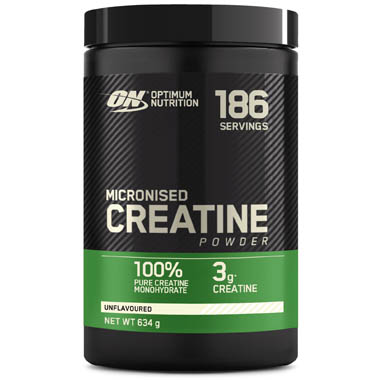 ON OPTIMUM
NUTRITION
186
SERVINGS
MICRONISED
CREATINE
POWDER
100%
PURE CREATINE
MONOHYDRATE
3g*
CREATINE
UNFLAVOURED
NET WT 634 g